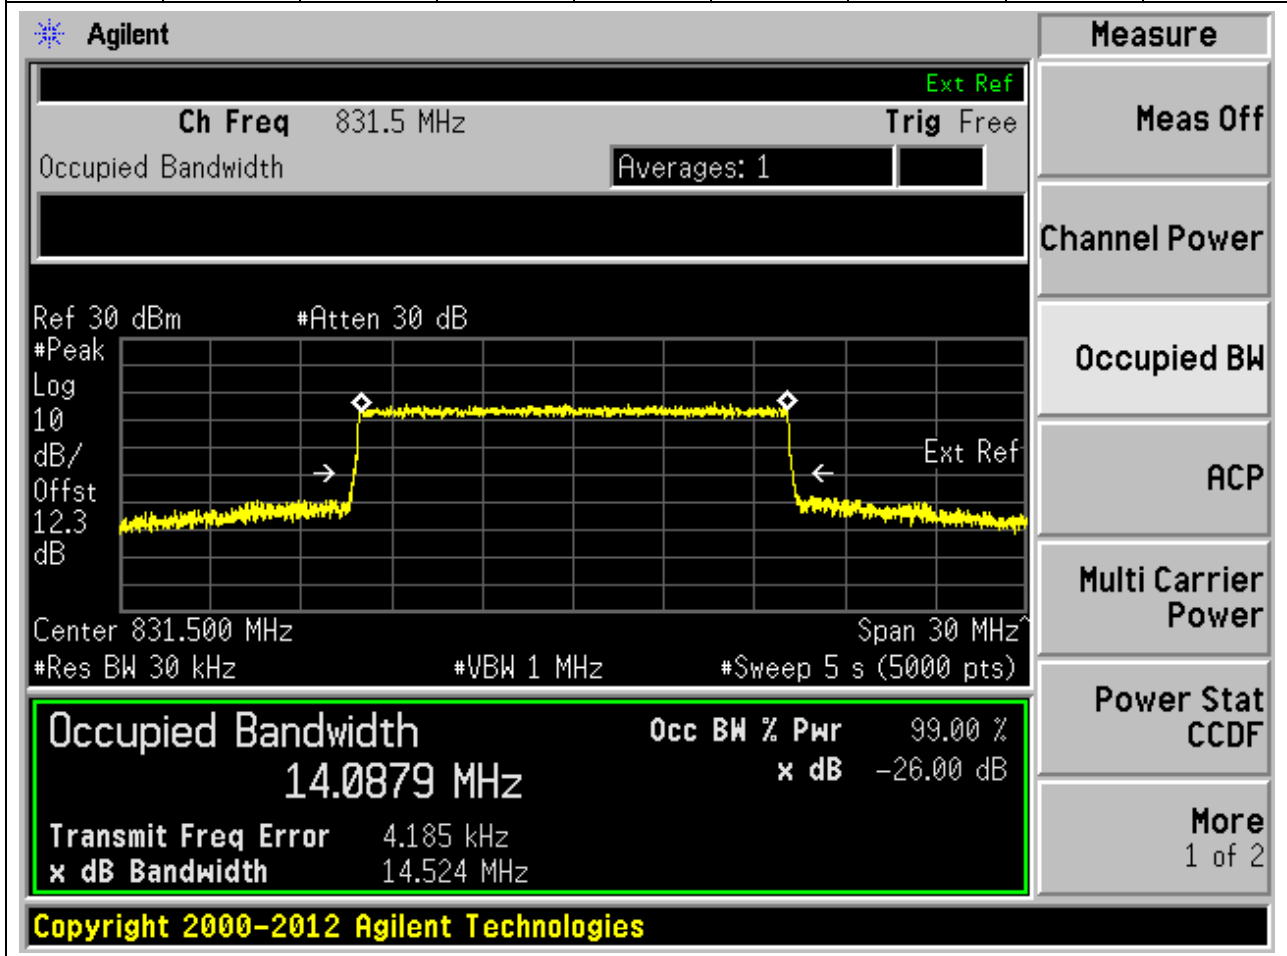 Agilent
Measure
Ext Ref
Ch Freq 831.5 MHz Trig Free
Meas Off
Occupied Bandwidth Averages: 1
Channel Power
Ref 30 dBm #Atten 30 dB
#Peak
Log
10
dB/
Offst
12.3
dB
Ext Ref
Occupied BW
ACP
Center 831.500 MHz Span 30 MHz^
#Res BW 30 kHz #VBW 1 MHz #Sweep 5 s (5000 pts)
Multi Carrier
Power
Occupied Bandwidth Occ BW % Pwr 99.00 %
14.0879 MHz x dB -26.00 dB
Power Stat
CCDF
Transmit Freq Error 4.185 kHz
x dB Bandwidth 14.524 MHz
More
1 of 2
Copyright 2000-2012 Agilent Technologies